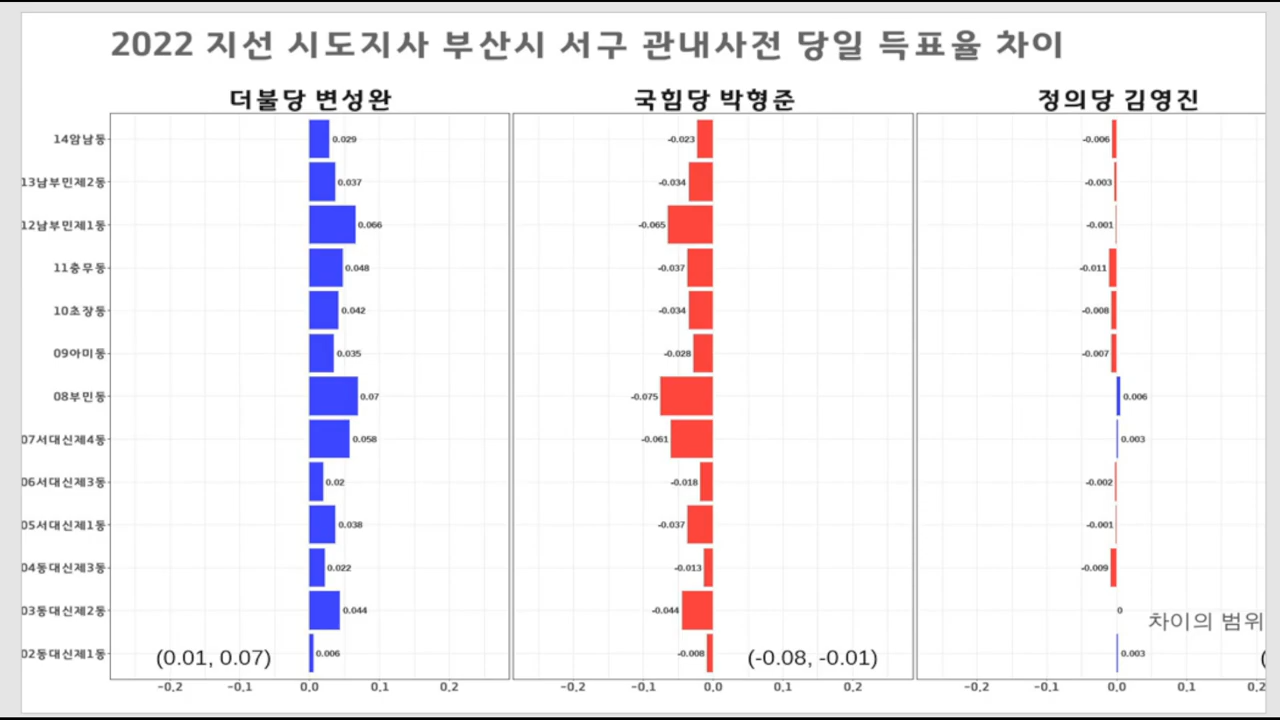 2022 지선 시도지사 부산시 서구 관내사전 당일 득표율 차이
더불당 변성완 국힘당 박형준 정의당 김영진
14암남동 0.029 -0.023 -0.006
13남부민제2동 0.037 -0.034 -0.003
12남부민제1동 0.066 -0.065 -0.001
11충무동 0.048 -0.037 -0.011
10초장동 0.042 -0.034 -0.008
09아미동 0.035 -0.028 -0.007
08부민동 0.07 -0.075 0.006
07서대신제4동 0.058 -0.061 0.003
06서대신제3동 0.02 -0.018 -0.002
05서대신제1동 0.038 -0.037 -0.001
04동대신제3동 0.022 -0.013 -0.009
03동대신제2동 0.044 -0.044 0
차이의 범위
02동대신제1동 0.006 -0.008 0.003
(0.01, 0.07) (-0.08, -0.01) (
-0.2 -0.1 0.0 0.1 0.2 -0.2 -0.1 0.0 0.1 0.2 -0.2 -0.1 0.0 0.1 0.2